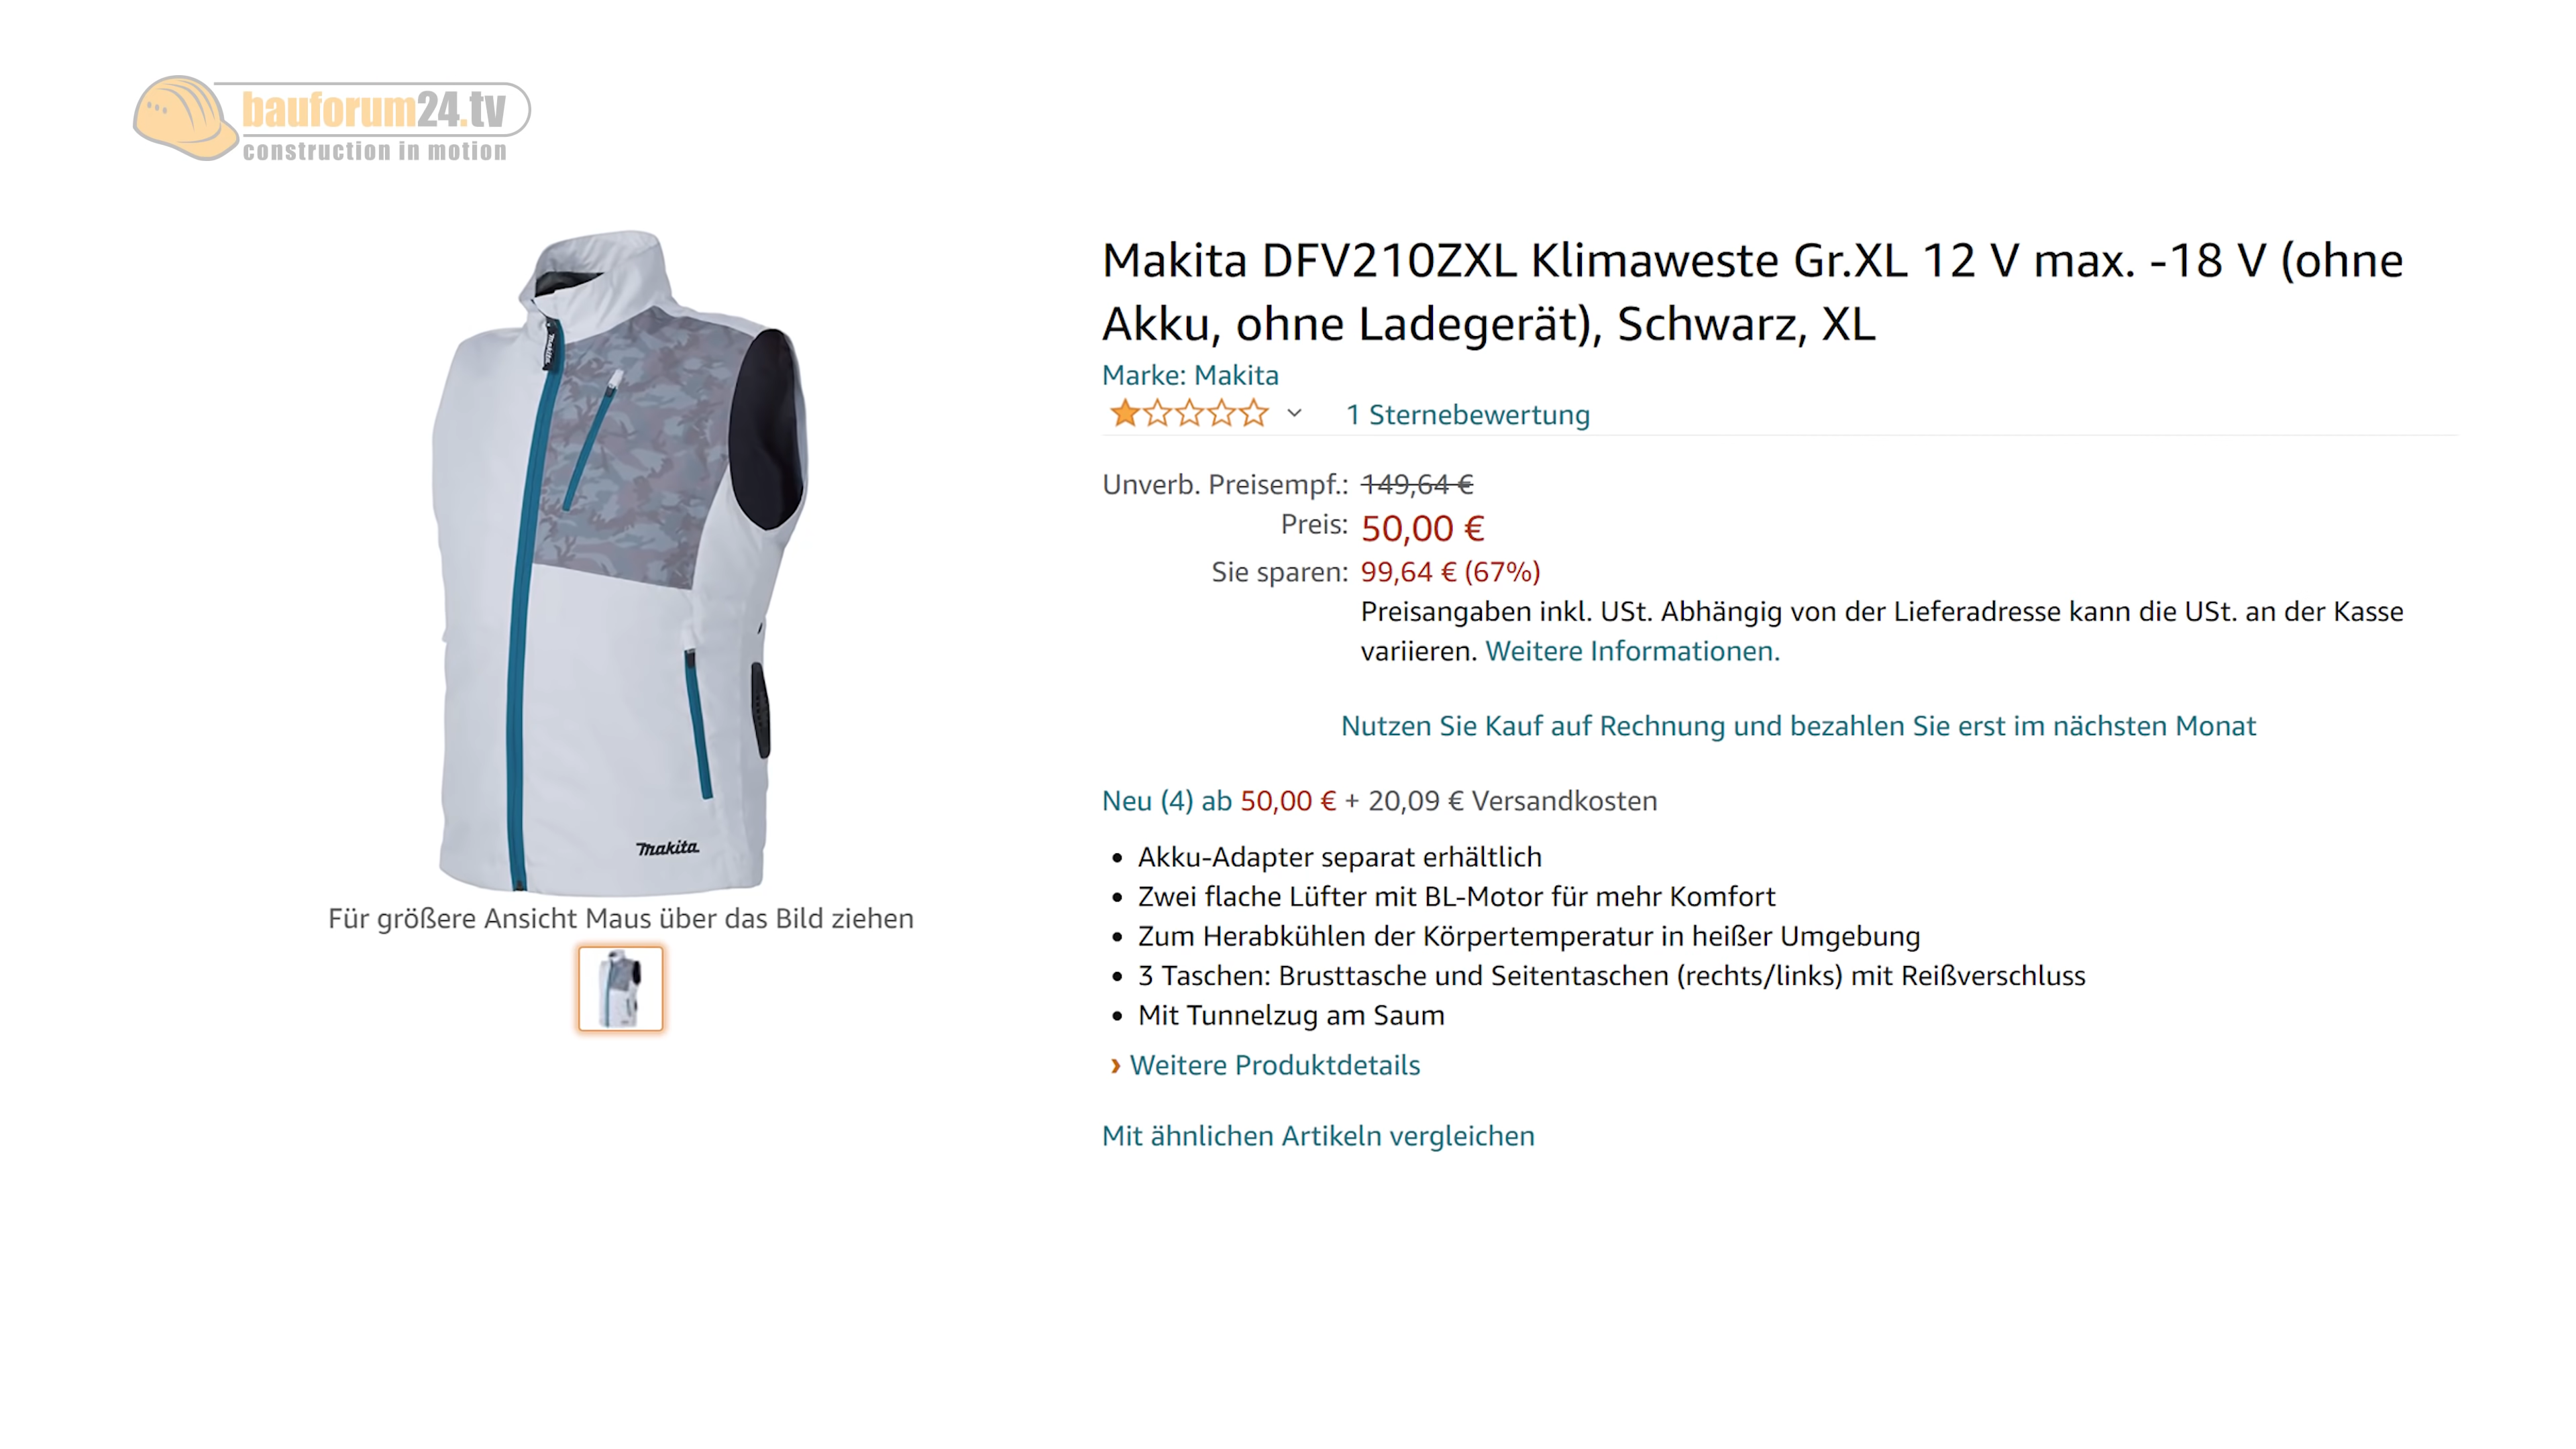 bauforum24.tv
construction in motion
Makita DFV210ZXL Klimaweste Gr.XL 12 V max. -18 V (ohne
Akku, ohne Ladegerät), Schwarz, XL
Marke: Makita
1 Sternebewertung
Unverb. Preisempf.: 149,64 €
Preis: 50,00 €
Sie sparen: 99,64 € (67%)
Preisangaben inkl. USt. Abhängig von der Lieferadresse kann die USt. an der Kasse
variieren. Weitere Informationen.
Nutzen Sie Kauf auf Rechnung und bezahlen Sie erst im nächsten Monat
Neu (4) ab 50,00 € + 20,09 € Versandkosten
• Akku-Adapter separat erhältlich
• Zwei flache Lüfter mit BL-Motor für mehr Komfort
• Zum Herabkühlen der Körpertemperatur in heißer Umgebung
• 3 Taschen: Brusttasche und Seitentaschen (rechts/links) mit Reißverschluss
• Mit Tunnelzug am Saum
› Weitere Produktdetails
Mit ähnlichen Artikeln vergleichen
makita
makita
Für größere Ansicht Maus über das Bild ziehen